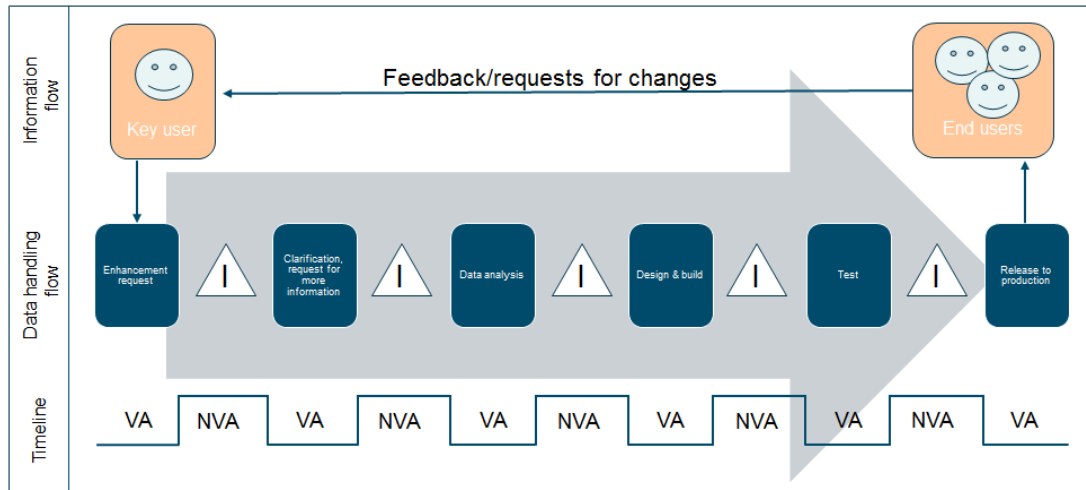 Information
flow
Key user
Feedback/requests for changes
End users
Data handling
flow
Enhancement
request
I
Clarification,
request for
more
information
I
Data analysis
I
Design & build
I
Test
I
Release to
production
Timeline
VA
NVA
VA
NVA
VA
NVA
VA
NVA
VA
NVA
VA